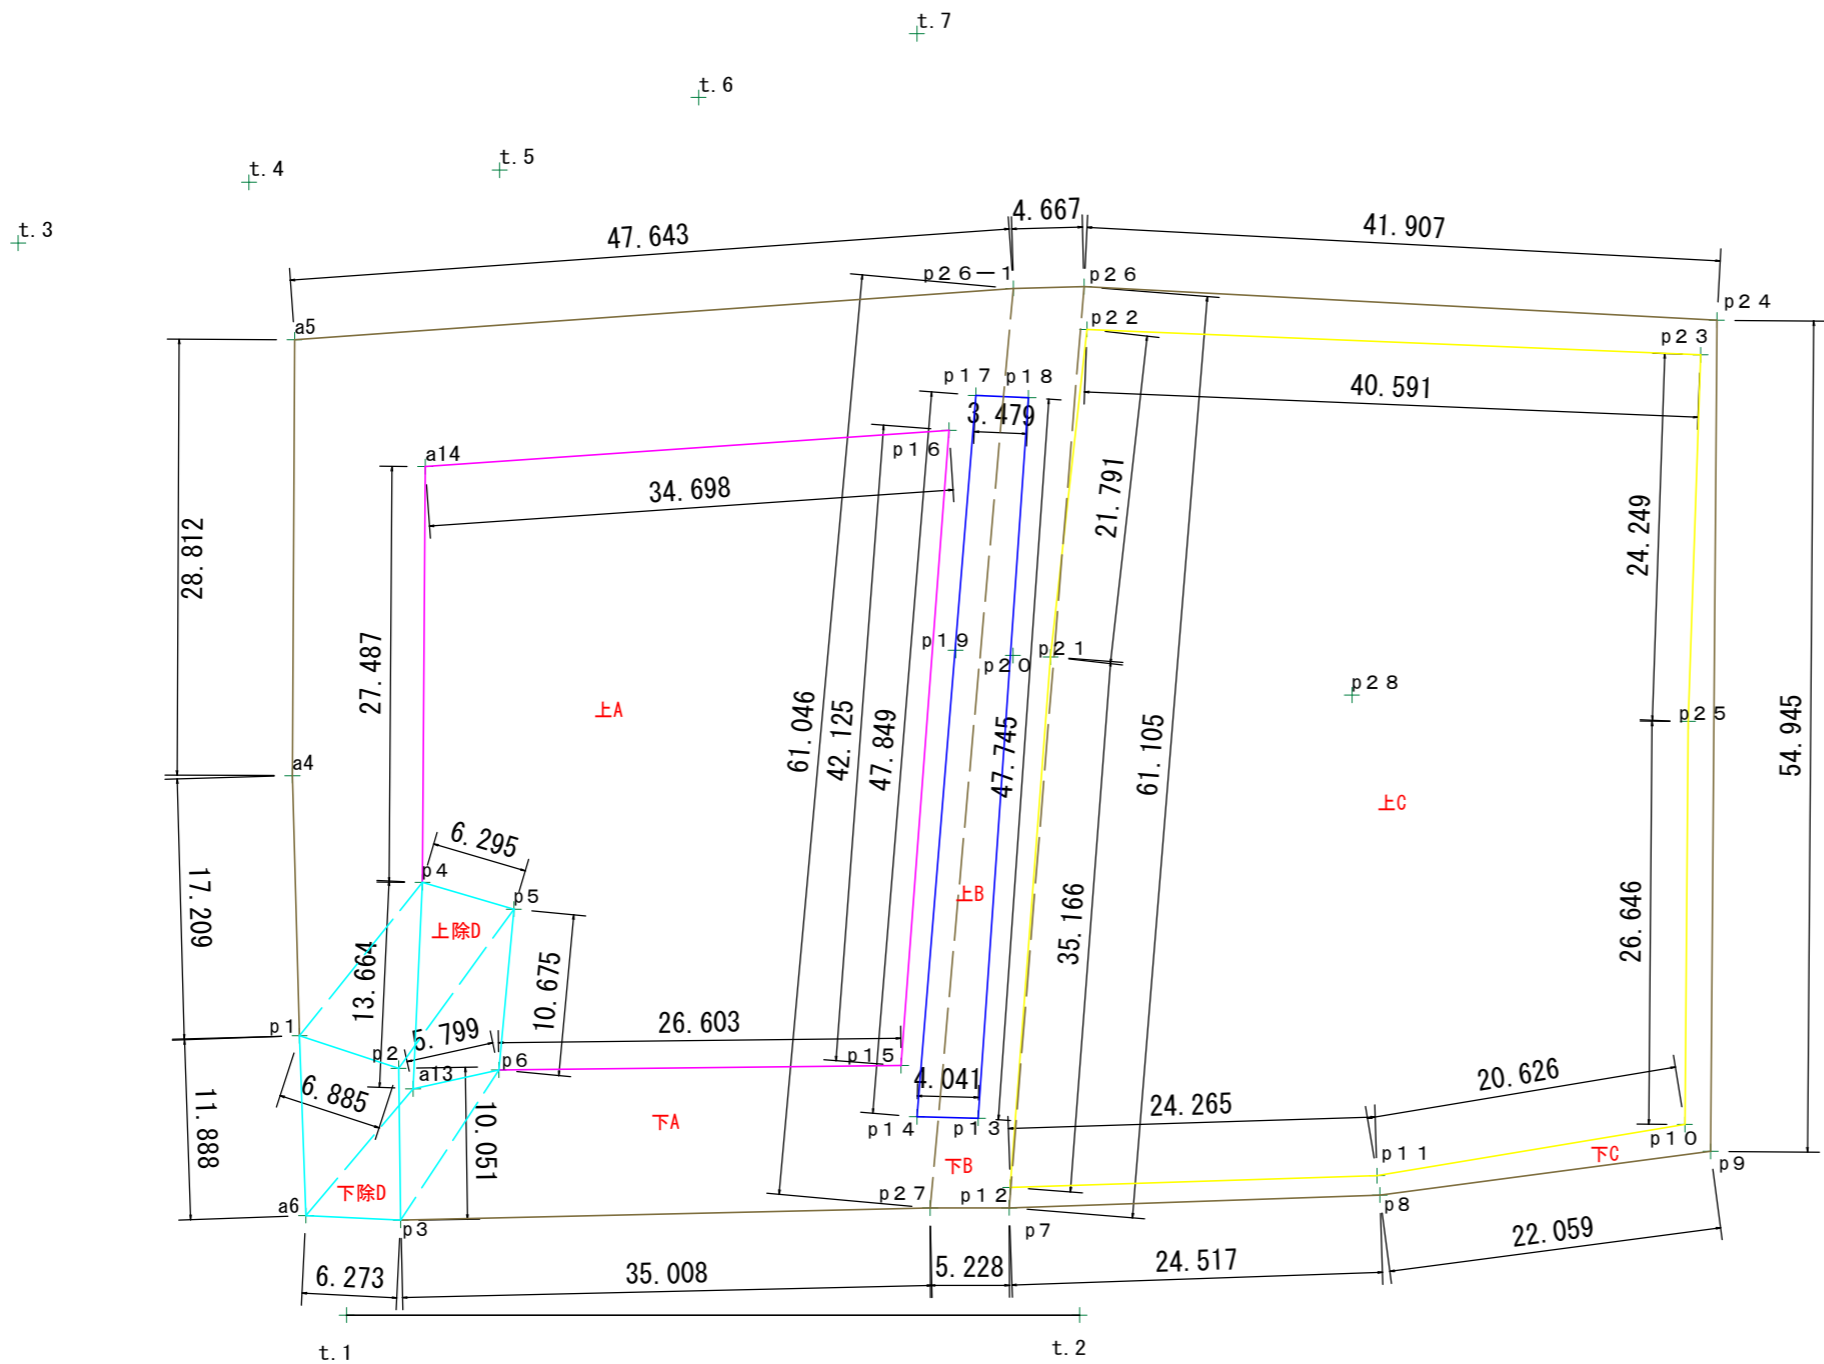 t.7
t.6
t.5
t.4
t.3
4.667
47.643
41.907
p26-1
p26
p24
a5
p22
p23
p17
p18
40.591
3.479
a14
p16
34.698
21.791
24.249
28.812
27.487
p19
p20
p21
p28
上A
61.046
42.125
47.849
47.745
61.105
p25
54.945
a4
上C
6.295
p4
p5
上B
17.209
上除D
35.166
26.646
13.664
10.675
p1
p2
5.799
26.603
p6
p15
a13
6.885
4.041
20.626
24.265
11.888
10.051
下A
p14
p13
p10
p11
下C
p9
下除D
下B
a6
p3
p27
p12
p7
p8
22.059
6.273
35.008
5.228
24.517
t.1
t.2